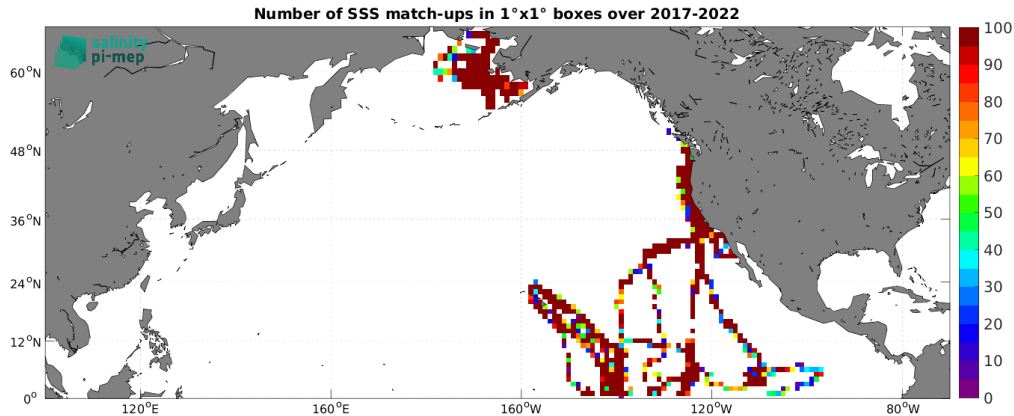 Number of SSS match-ups in 1°x1° boxes over 2017-2022
salinity
pi-mep
60°N
48°N
36°N
24°N
12°N
0°
120°E
160°E
160°W
120°W
80°W
100
90
80
70
60
50
40
30
20
10
0